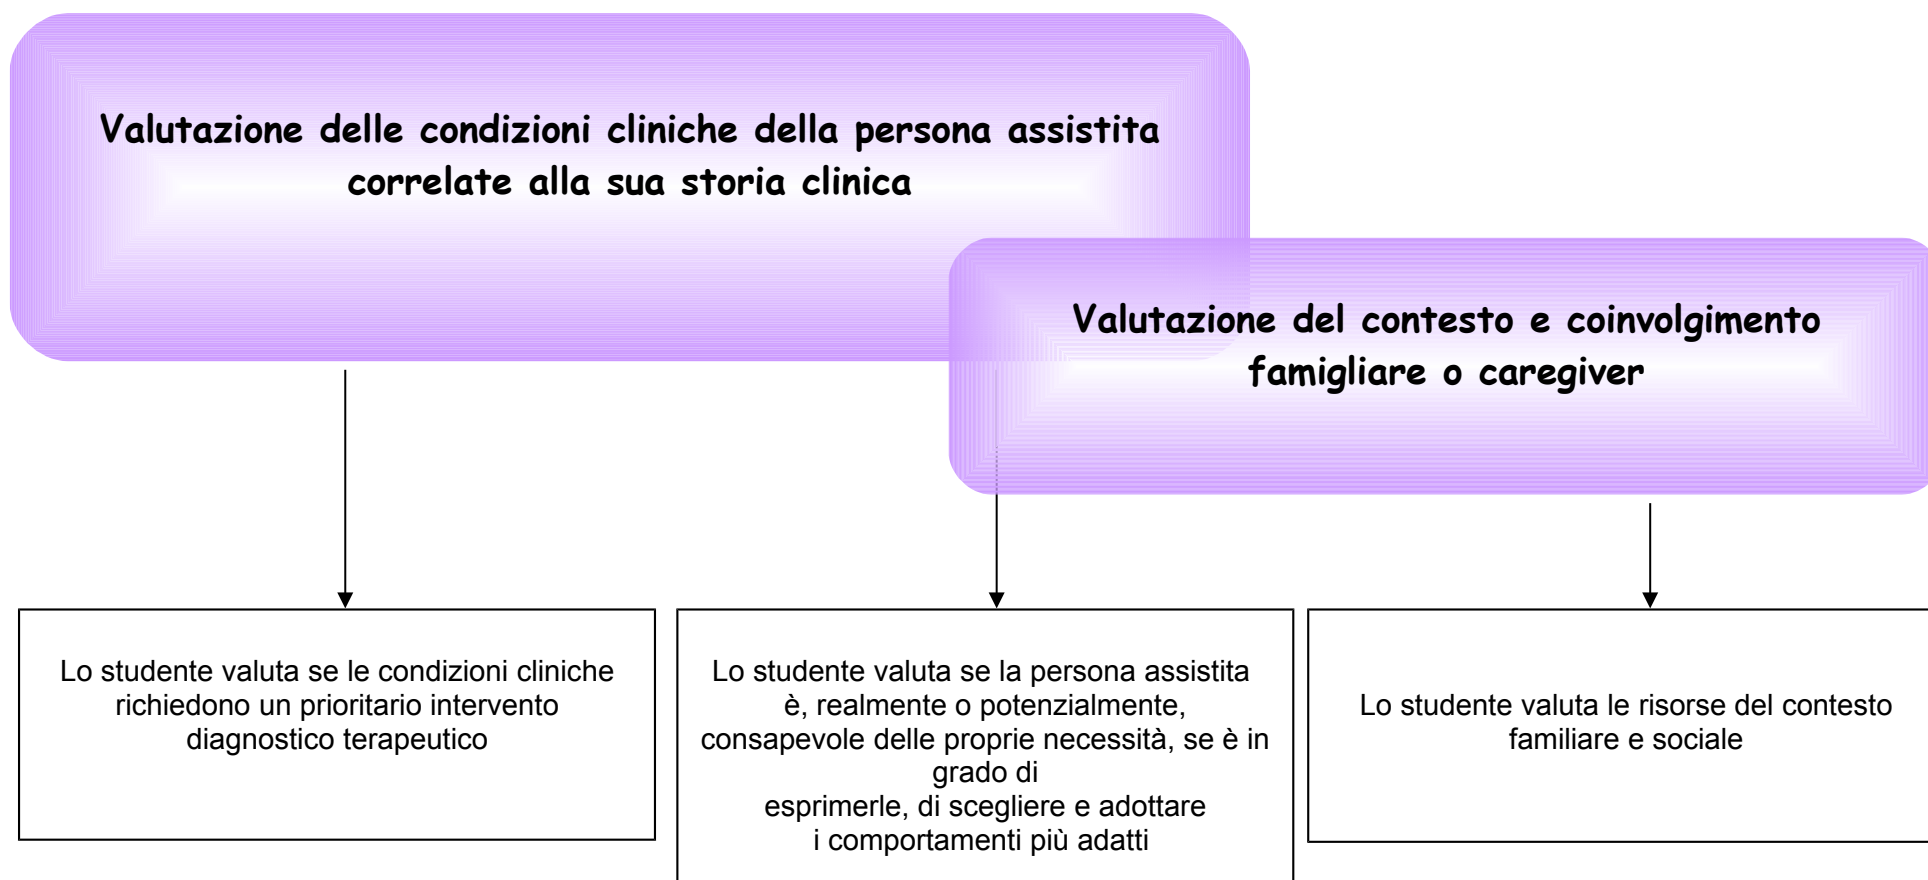 Valutazione delle condizioni cliniche della persona assistita
correlate alla sua storia clinica
Valutazione del contesto e coinvolgimento
famigliare o caregiver
Lo studente valuta se le condizioni cliniche
richiedono un prioritario intervento
diagnostico terapeutico
Lo studente valuta se la persona assistita
è, realmente o potenzialmente,
consapevole delle proprie necessità, se è in
grado di
esprimerle, di scegliere e adottare
i comportamenti più adatti
Lo studente valuta le risorse del contesto
familiare e sociale